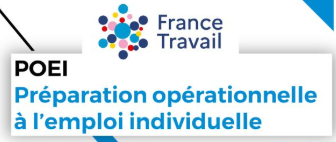 France
Travail
POEI
Préparation opérationnelle
à l'emploi individuelle